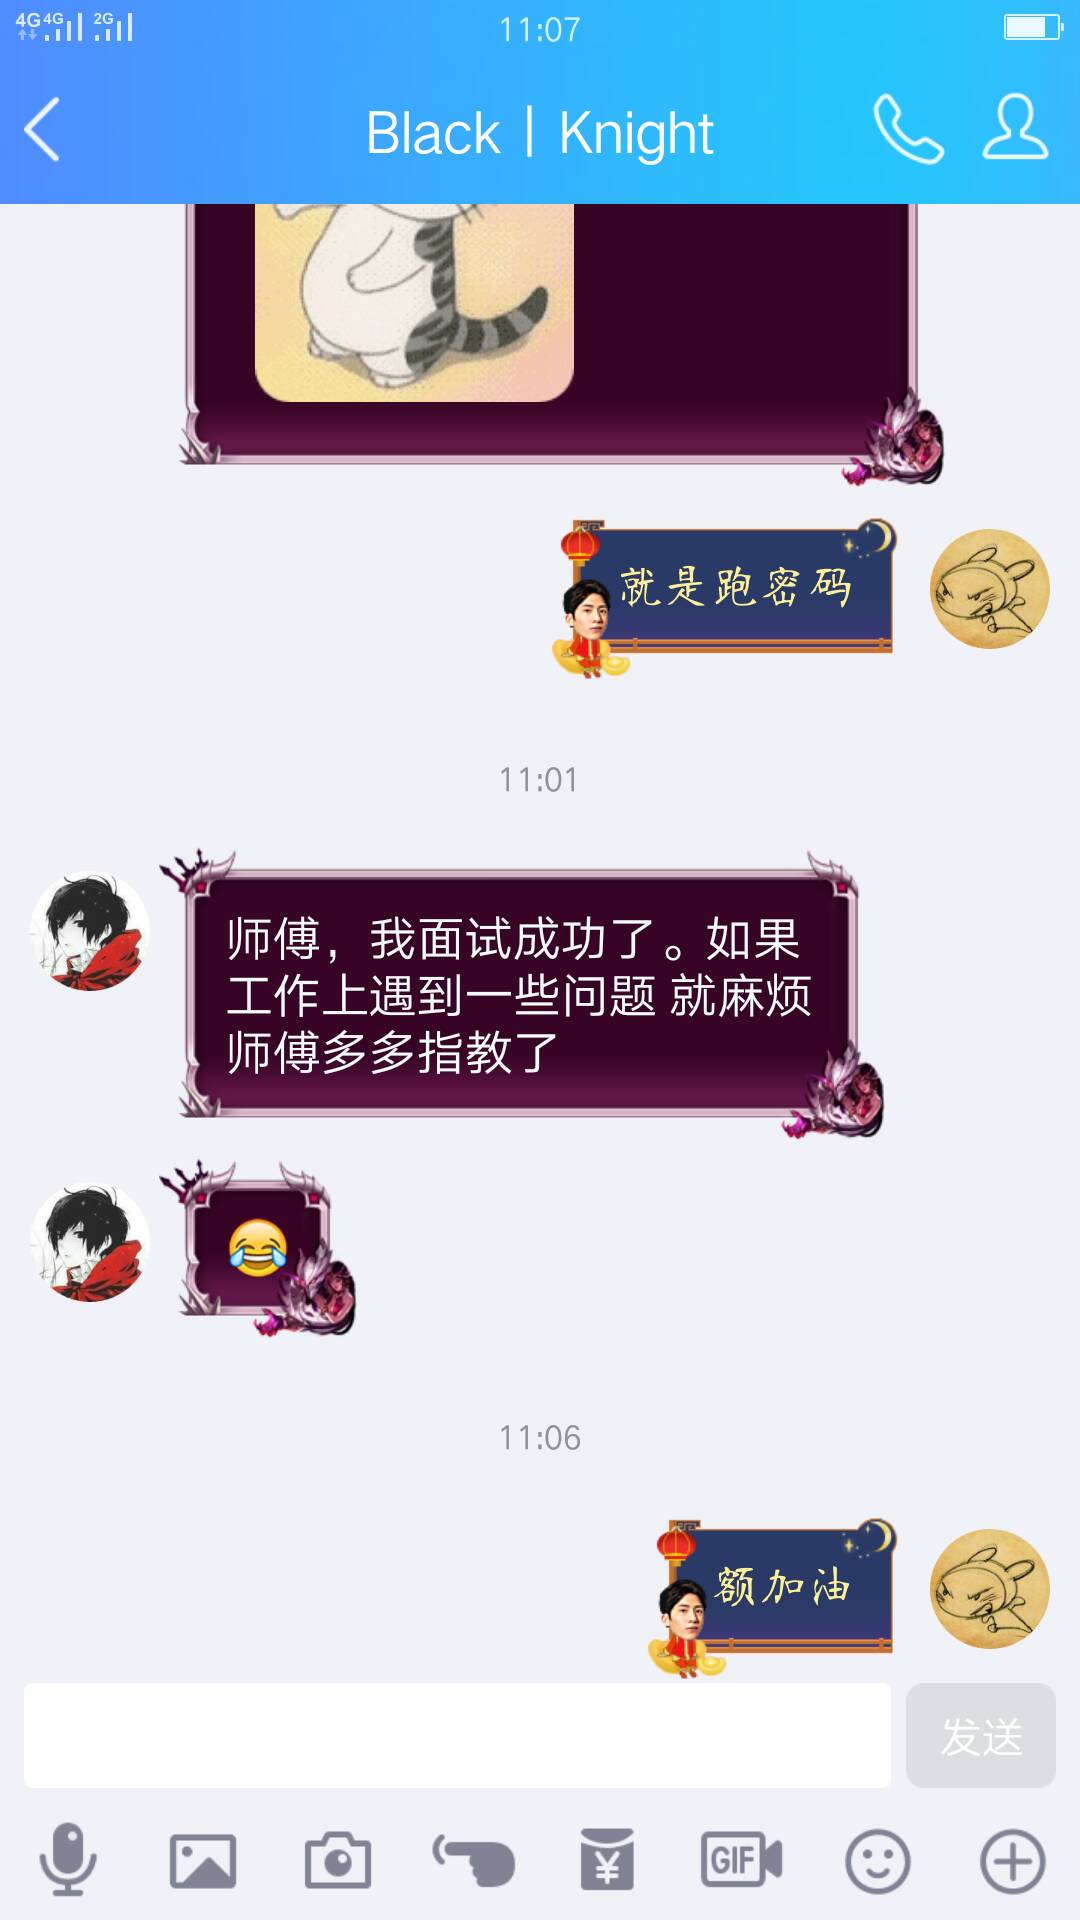 4G 4G 2G 11:07
Black | Knight
就是跑密码
11:01
师傅，我面试成功了。如果
工作上遇到一些问题 就麻烦
师傅多多指教了
11:06
额加油
发送
GIF